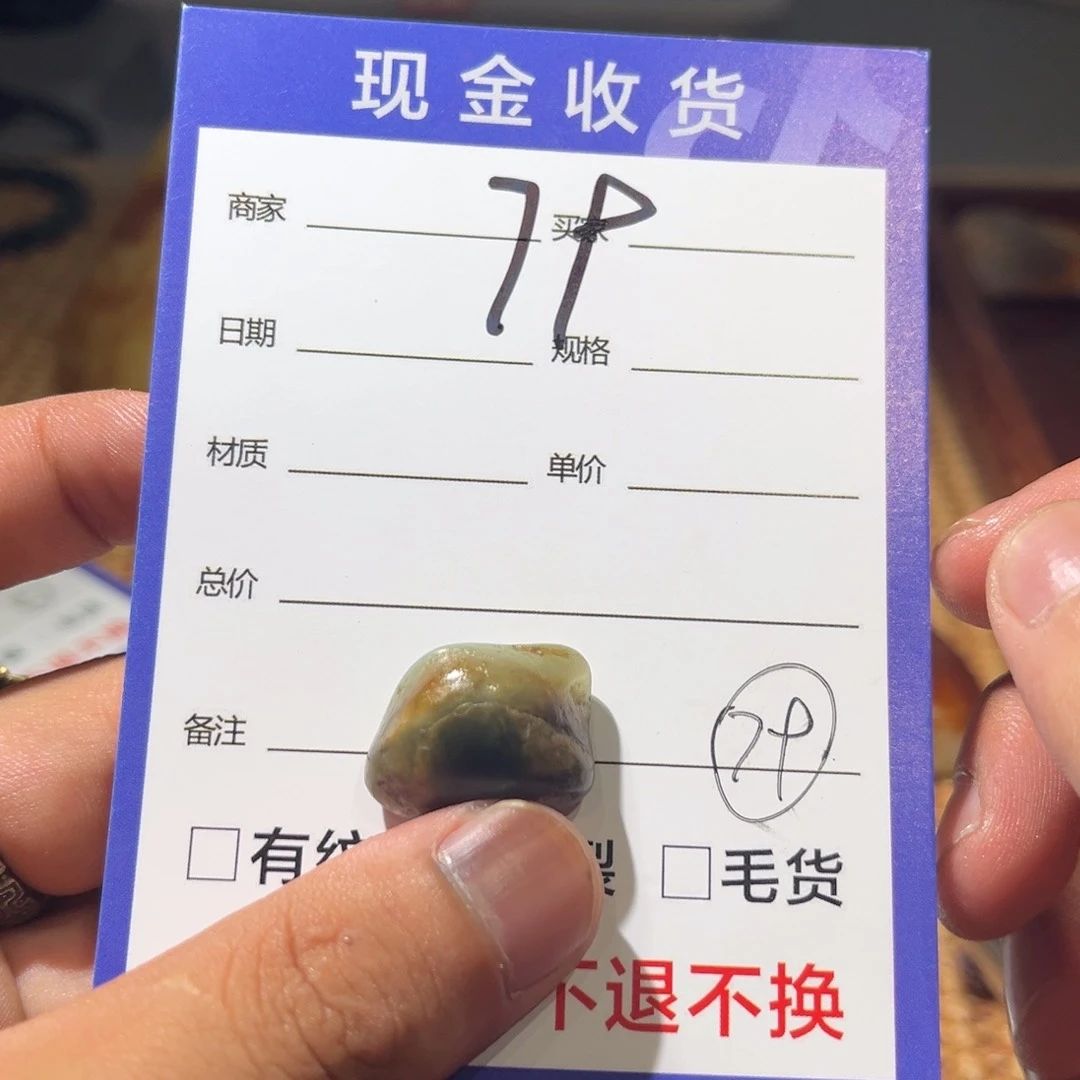 现金收货
7P
商家 买家
日期 规格
材质 单价
总价
备注 7P
有 毛货
不退不换